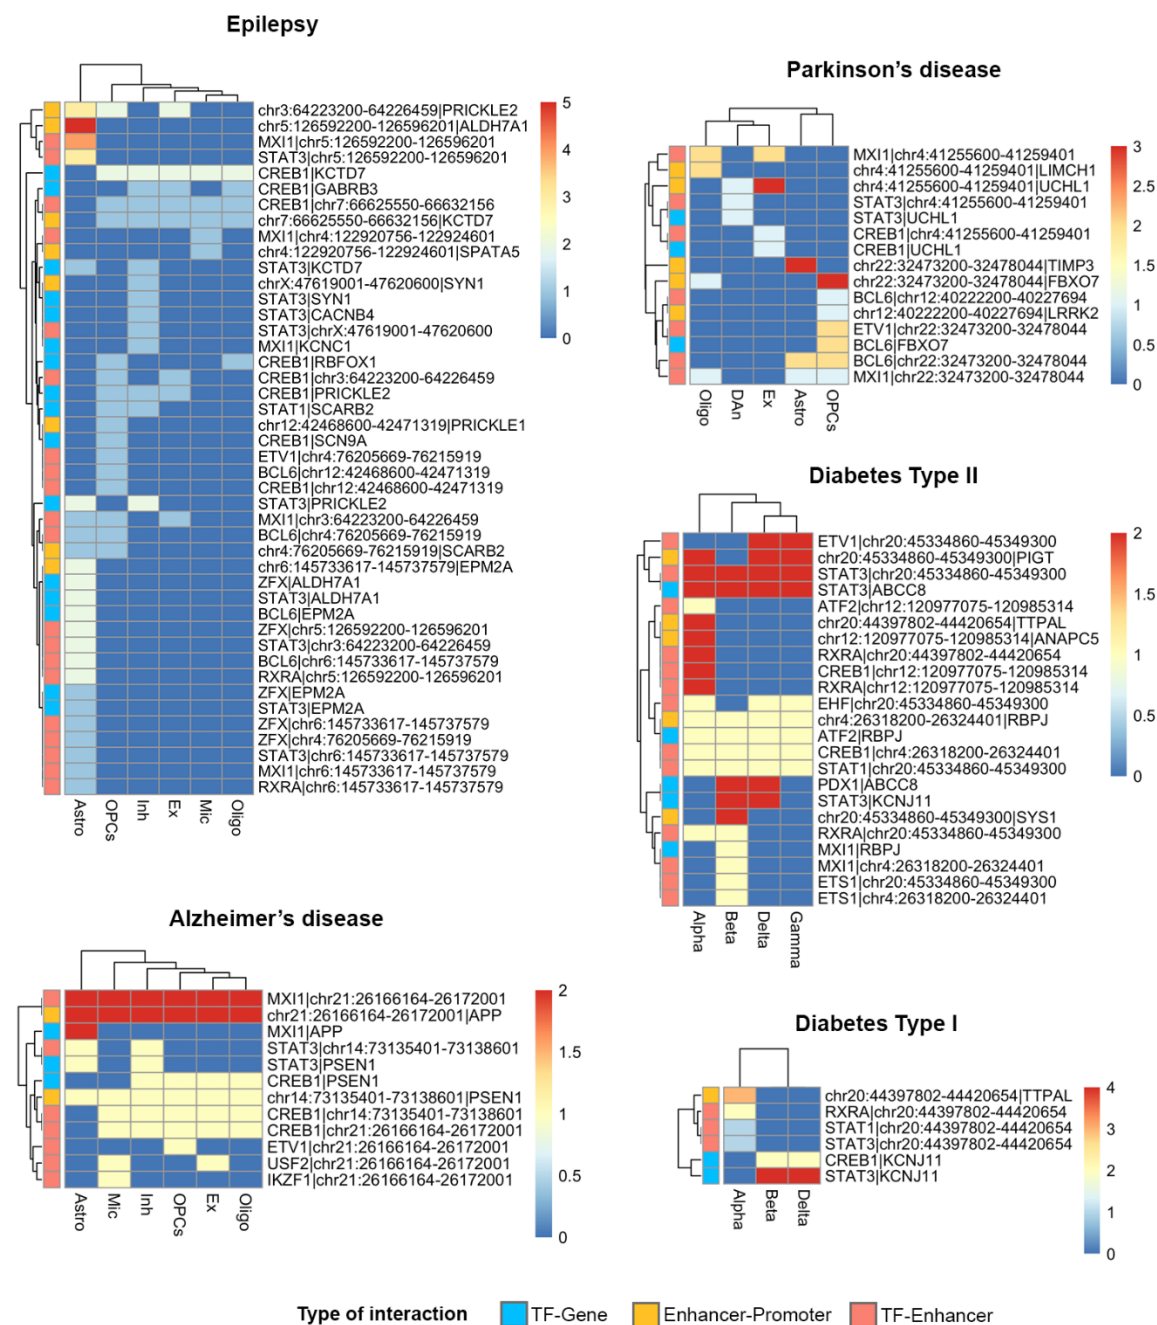 Epilepsy
chr3:64223200-64226459|PRICKLE2
chr5:126592200-126596201|ALDH7A1
MXI1|chr5:126592200-126596201
STAT3|chr5:126592200-126596201
CREB1|KCTD7
CREB1|GABRB3
CREB1|chr7:66625550-66632156
chr7:66625550-66632156|KCTD7
MXI1|chr4:122920756-122924601
chr4:122920756-122924601|SPATA5
STAT3|KCTD7
chrX:47619001-47620600|SYN1
STAT3|SYN1
STAT3|CACNB4
STAT3|chrX:47619001-47620600
MXI1|KCNC1
CREB1|RBFOX1
CREB1|chr3:64223200-64226459
CREB1|PRICKLE2
STAT1|SCARB2
chr12:42468600-42471319|PRICKLE1
CREB1|SCN9A
ETV1|chr4:76205669-76215919
BCL6|chr12:42468600-42471319
CREB1|chr12:42468600-42471319
STAT3|PRICKLE2
MXI1|chr3:64223200-64226459
BCL6|chr4:76205669-76215919
chr4:76205669-76215919|SCARB2
chr6:145733617-145737579|EPM2A
ZFX|ALDH7A1
STAT3|ALDH7A1
BCL6|EPM2A
ZFX|chr5:126592200-126596201
STAT3|chr3:64223200-64226459
BCL6|chr6:145733617-145737579
RXRA|chr5:126592200-126596201
ZFX|EPM2A
STAT3|EPM2A
ZFX|chr6:145733617-145737579
ZFX|chr4:76205669-76215919
STAT3|chr6:145733617-145737579
MXI1|chr6:145733617-145737579
RXRA|chr6:145733617-145737579
Astro OPCs Inh Ex Mic Oligo
5
4
3
2
1
0
Parkinson's disease
MXI1|chr4:41255600-41259401
chr4:41255600-41259401|LIMCH1
chr4:41255600-41259401|UCHL1
STAT3|chr4:41255600-41259401
STAT3|UCHL1
CREB1|chr4:41255600-41259401
CREB1|UCHL1
chr22:32473200-32478044|TIMP3
chr22:32473200-32478044|FBXO7
BCL6|chr12:40222200-40227694
chr12:40222200-40227694|LRRK2
ETV1|chr22:32473200-32478044
BCL6|FBXO7
BCL6|chr22:32473200-32478044
MXI1|chr22:32473200-32478044
Oligo DAn Ex Astro OPCs
3
2.5
2
1.5
1
0.5
0
Diabetes Type II
ETV1|chr20:45334860-45349300
chr20:45334860-45349300|PIGT
STAT3|chr20:45334860-45349300
STAT3|ABCC8
ATF2|chr12:120977075-120985314
chr20:44397802-44420654|TTPAL
chr12:120977075-120985314|ANAPC5
RXRA|chr20:44397802-44420654
CREB1|chr12:120977075-120985314
RXRA|chr12:120977075-120985314
EHF|chr20:45334860-45349300
chr4:26318200-26324401|RBPJ
ATF2|RBPJ
CREB1|chr4:26318200-26324401
STAT1|chr20:45334860-45349300
PDX1|ABCC8
STAT3|KCNJ11
chr20:45334860-45349300|SYS1
RXRA|chr20:45334860-45349300
MXI1|RBPJ
MXI1|chr4:26318200-26324401
ETS1|chr20:45334860-45349300
ETS1|chr4:26318200-26324401
Alpha Beta Delta Gamma
2
1.5
1
0.5
0
Alzheimer's disease
MXI1|chr21:26166164-26172001
chr21:26166164-26172001|APP
MXI1|APP
STAT3|chr14:73135401-73138601
STAT3|PSEN1
CREB1|PSEN1
chr14:73135401-73138601|PSEN1
CREB1|chr14:73135401-73138601
CREB1|chr21:26166164-26172001
ETV1|chr21:26166164-26172001
USF2|chr21:26166164-26172001
IKZF1|chr21:26166164-26172001
Astro Mic Inh OPCs Ex Oligo
2
1.5
1
0.5
0
Diabetes Type I
chr20:44397802-44420654|TTPAL
RXRA|chr20:44397802-44420654
STAT1|chr20:44397802-44420654
STAT3|chr20:44397802-44420654
CREB1|KCNJ11
STAT3|KCNJ11
Alpha Beta Delta
4
3
2
1
0
Type of interaction TF-Gene Enhancer-Promoter TF-Enhancer